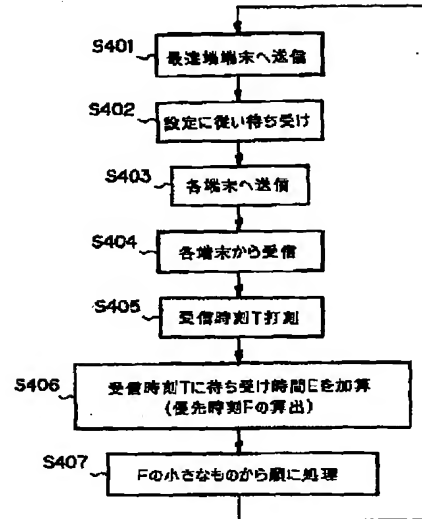 S401
最遠端端末へ送信
S402
設定に従い待ち受け
S403
各端末へ送信
S404
各端末から受信
S405
受信時刻T打刻
S406
受信時刻Tに待ち受け時間Eを加算
(優先時刻Fの算出)
S407
Fの小さなものから順に処理